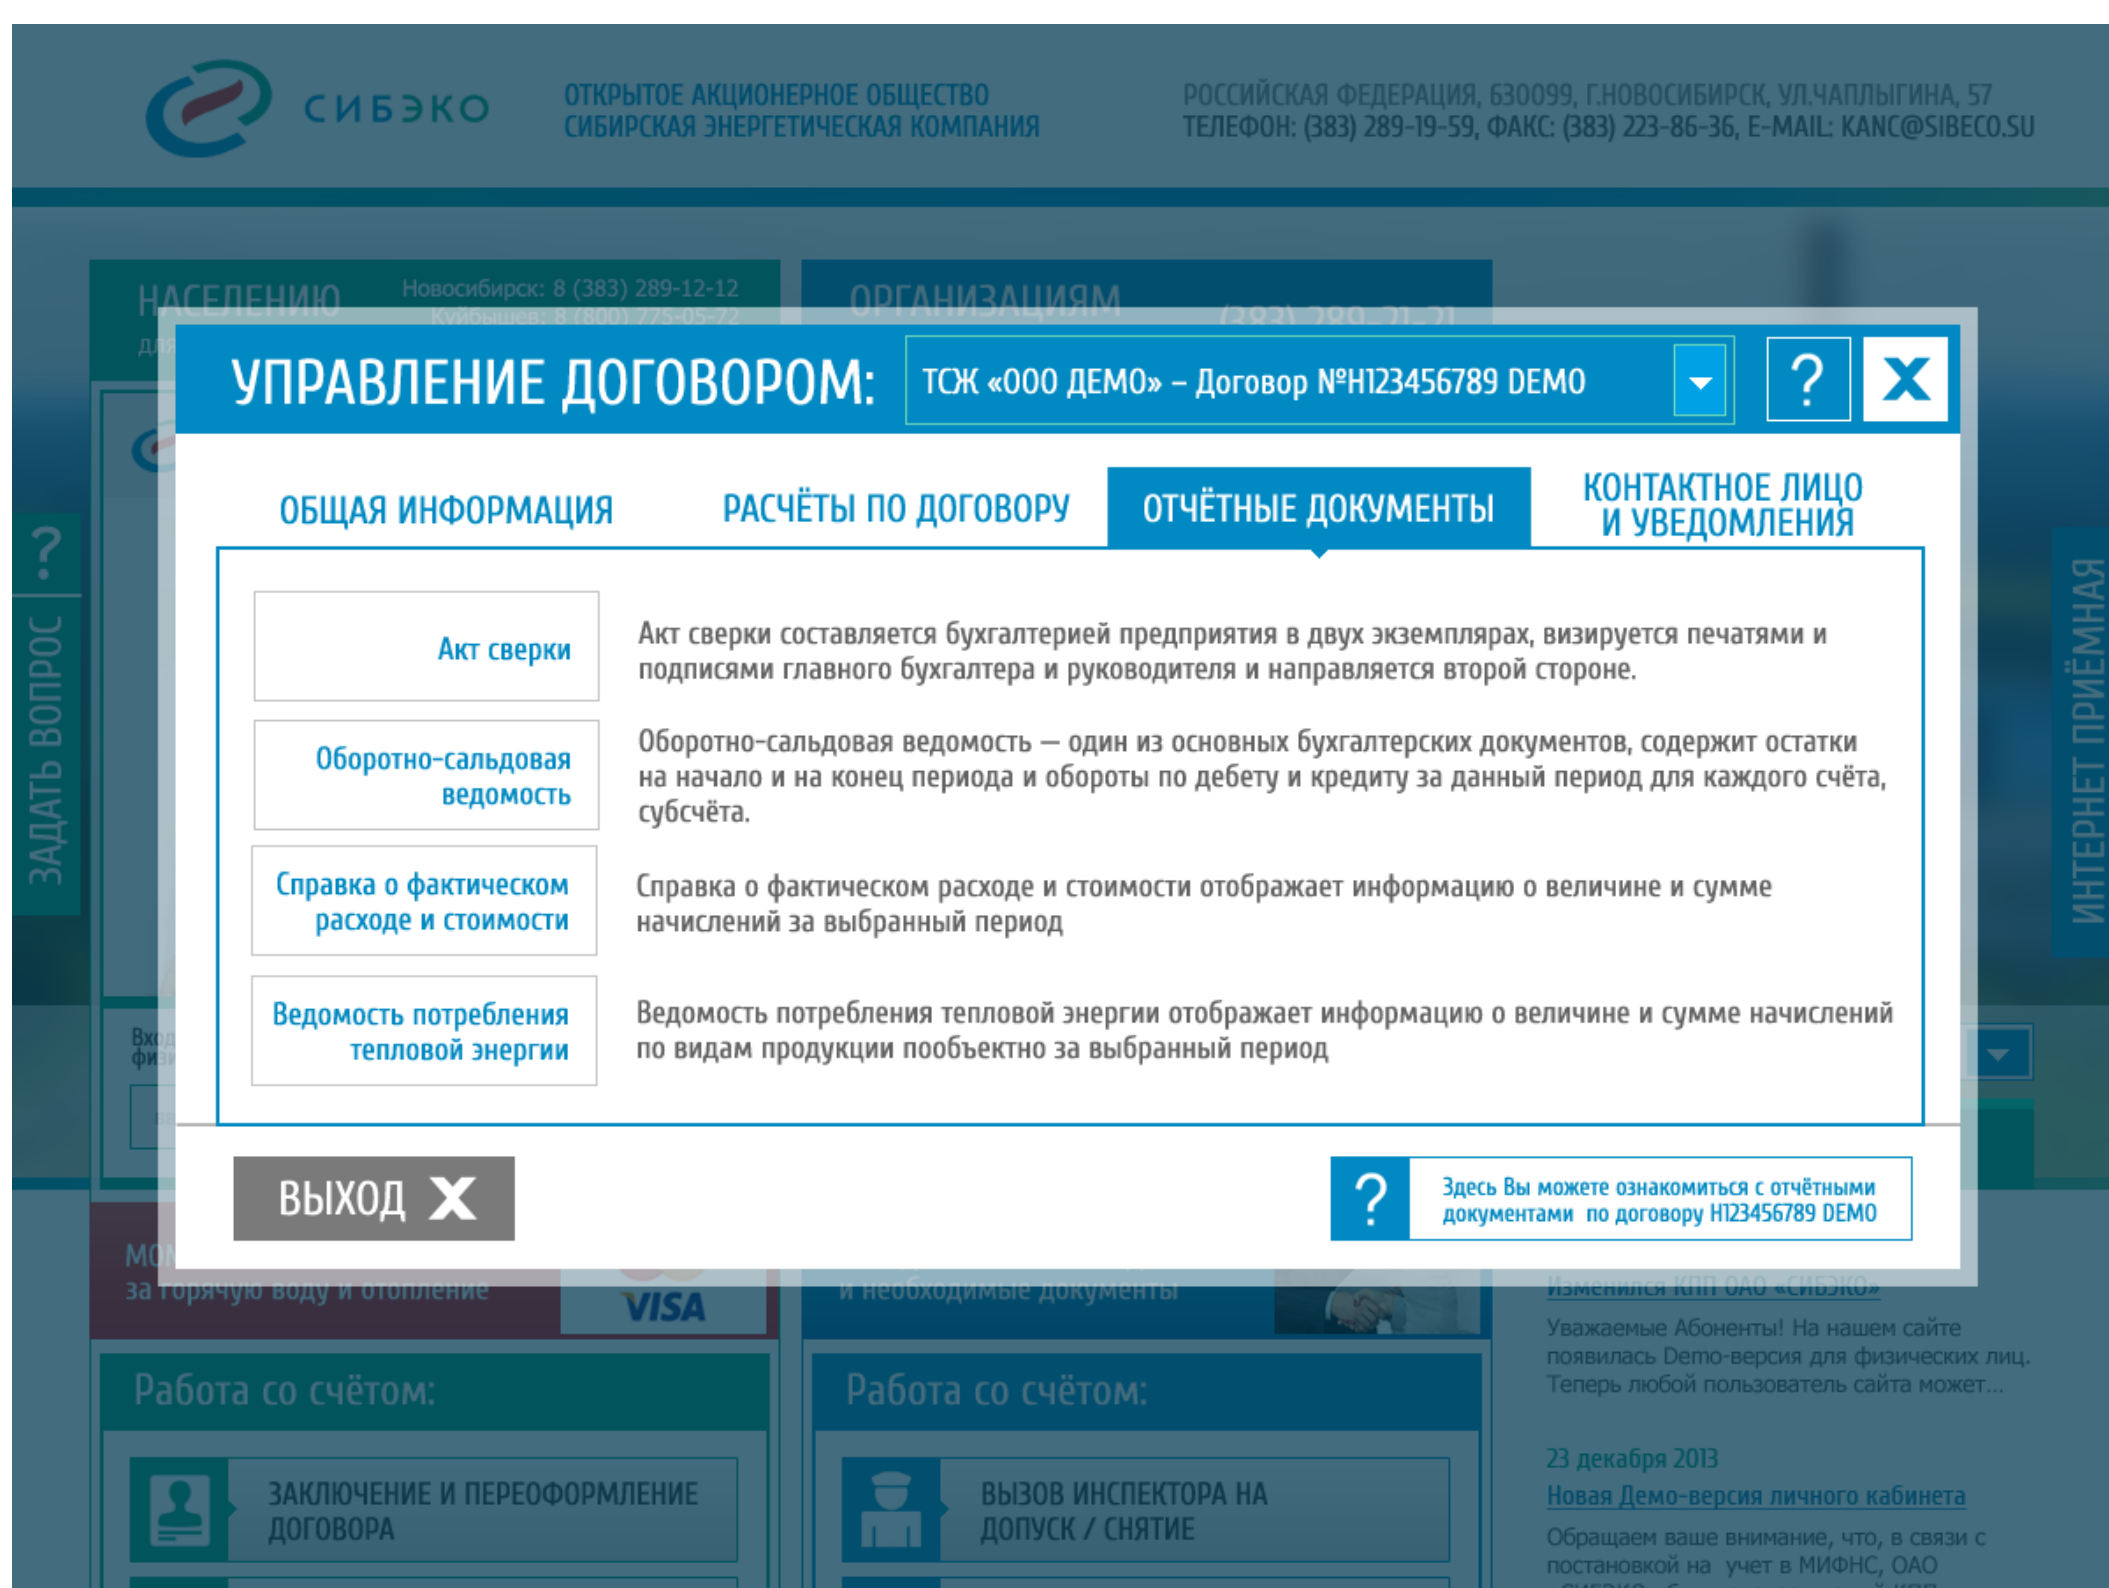 СИБЭКО
ОТКРЫТОЕ АКЦИОНЕРНОЕ ОБЩЕСТВО
СИБИРСКАЯ ЭНЕРГЕТИЧЕСКАЯ КОМПАНИЯ
РОССИЙСКАЯ ФЕДЕРАЦИЯ, 630099, Г.НОВОСИБИРСК, УЛ.ЧАПЛЫГИНА, 57
ТЕЛЕФОН: (383) 289-19-59, ФАКС: (383) 223-86-36, E-MAIL: KANC@SIBECO.SU
НАСЕЛЕНИЮ
Новосибирск: 8 (383) 289-12-12
Куйбышев: 8 (800) 775-05-72
ОРГАНИЗАЦИЯМ
(383) 289-21-21
УПРАВЛЕНИЕ ДОГОВОРОМ:
ТСЖ «ООО ДЕМО» – Договор №Н123456789 DEMO
?
X
ОБЩАЯ ИНФОРМАЦИЯ
РАСЧЁТЫ ПО ДОГОВОРУ
ОТЧЁТНЫЕ ДОКУМЕНТЫ
КОНТАКТНОЕ ЛИЦО
И УВЕДОМЛЕНИЯ
ЗАДАТЬ ВОПРОС ?
ИНТЕРНЕТ ПРИЁМНАЯ
Акт сверки
Акт сверки составляется бухгалтерией предприятия в двух экземплярах, визируется печатями и
подписями главного бухгалтера и руководителя и направляется второй стороне.
Оборотно-сальдовая
ведомость
Оборотно-сальдовая ведомость — один из основных бухгалтерских документов, содержит остатки
на начало и на конец периода и обороты по дебету и кредиту за данный период для каждого счёта,
субсчёта.
Справка о фактическом
расходе и стоимости
Справка о фактическом расходе и стоимости отображает информацию о величине и сумме
начислений за выбранный период
Ведомость потребления
тепловой энергии
Ведомость потребления тепловой энергии отображает информацию о величине и сумме начислений
по видам продукции пообъектно за выбранный период
ВЫХОД X
?
Здесь Вы можете ознакомиться с отчётными
документами по договору Н123456789 DEMO
за горячую воду и отопление
VISA
и необходимые документы
Изменился КПП ОАО «СИБЭКО»
Уважаемые Абоненты! На нашем сайте
появилась Demo-версия для физических лиц.
Теперь любой пользователь сайта может...
Работа со счётом:
Работа со счётом:
23 декабря 2013
Новая Демо-версия личного кабинета
Обращаем ваше внимание, что, в связи с
постановкой на учет в МИФНС, ОАО
ЗАКЛЮЧЕНИЕ И ПЕРЕОФОРМЛЕНИЕ
ДОГОВОРА
ВЫЗОВ ИНСПЕКТОРА НА
ДОПУСК / СНЯТИЕ